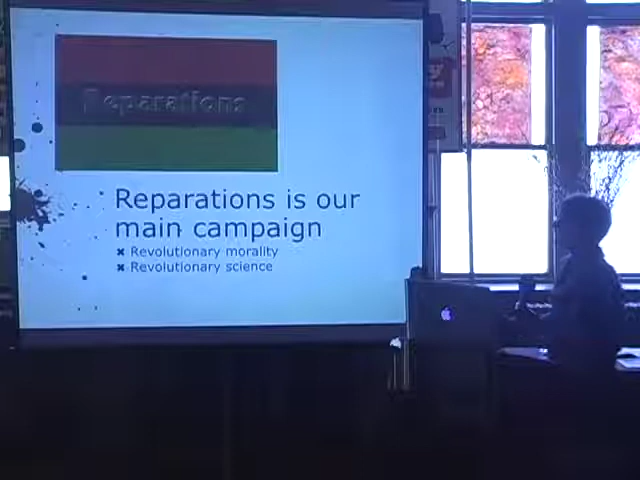 Reparations
Reparations is our
main campaign
Revolutionary morality
Revolutionary science